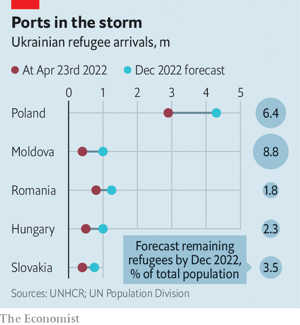 Ports in the storm
Ukrainian refugee arrivals, m
At Apr 23rd 2022 Dec 2022 forecast
0 1 2 3 4 5
Poland 6.4
Moldova 8.8
Romania 1.8
Hungary 2.3
Slovakia 3.5
Forecast remaining
refugees by Dec 2022,
% of total population
Sources: UNHCR; UN Population Division
The Economist